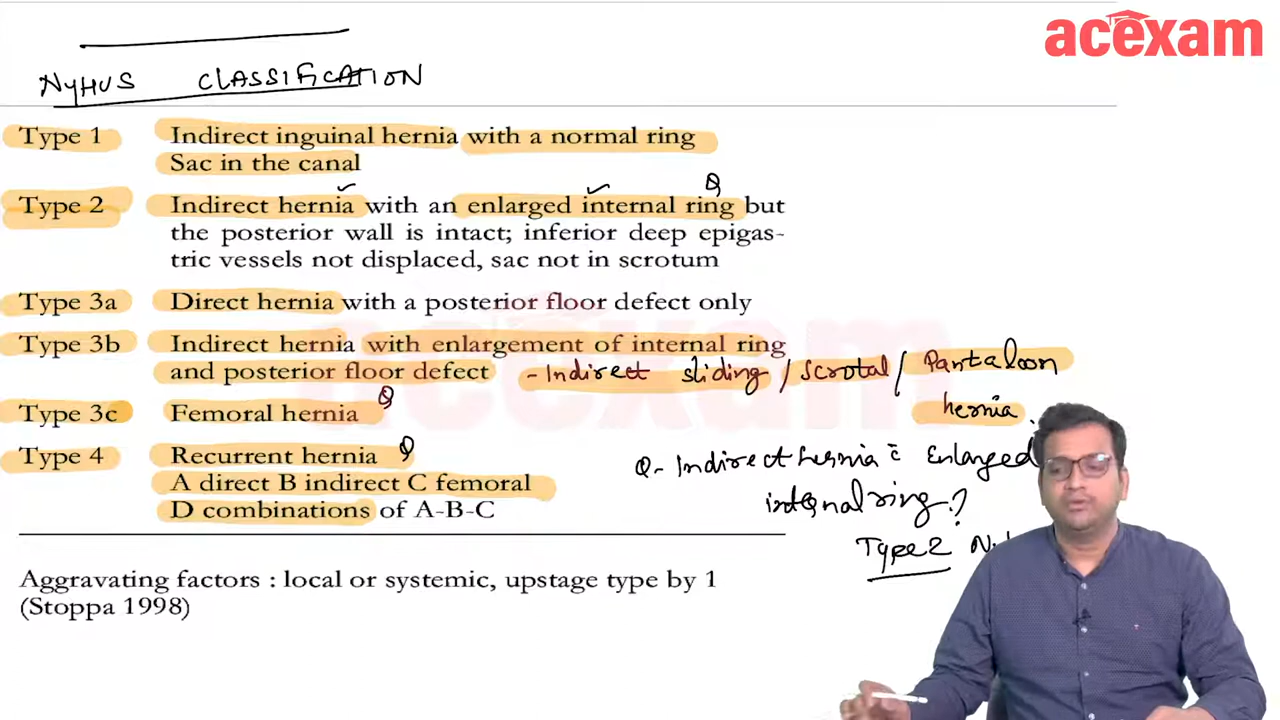 acexam
NyHUS CLASSIFICATION
Type 1 Indirect inguinal hernia with a normal ring
Sac in the canal
Type 2 Indirect hernia with an enlarged internal ring but
Q
the posterior wall is intact; inferior deep epigas-
tric vessels not displaced, sac not in scrotum
Type 3a Direct hernia with a posterior floor defect only
Type 3b Indirect hernia with enlargement of internal ring
and posterior floor defect - Indirect sliding / scrotal / Pantaloon
hernia
Type 3c Femoral hernia Q
Type 4 Recurrent hernia Q
A direct B indirect C femoral
D combinations of A-B-C
Q- Indirect hernia c̄ Enlarged
internal ring?
Type 2
Aggravating factors : local or systemic, upstage type by 1
(Stoppa 1998)
acexam